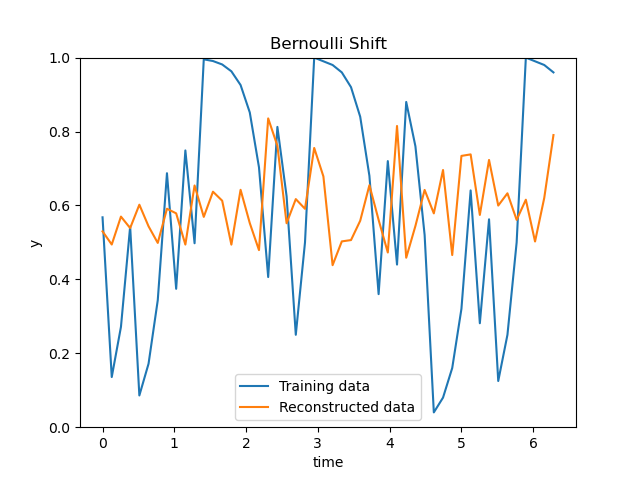 Bernoulli Shift
1.0
0.8
0.6
0.4
0.2
0.0
y
Training data
Reconstructed data
0 1 2 3 4 5 6
time